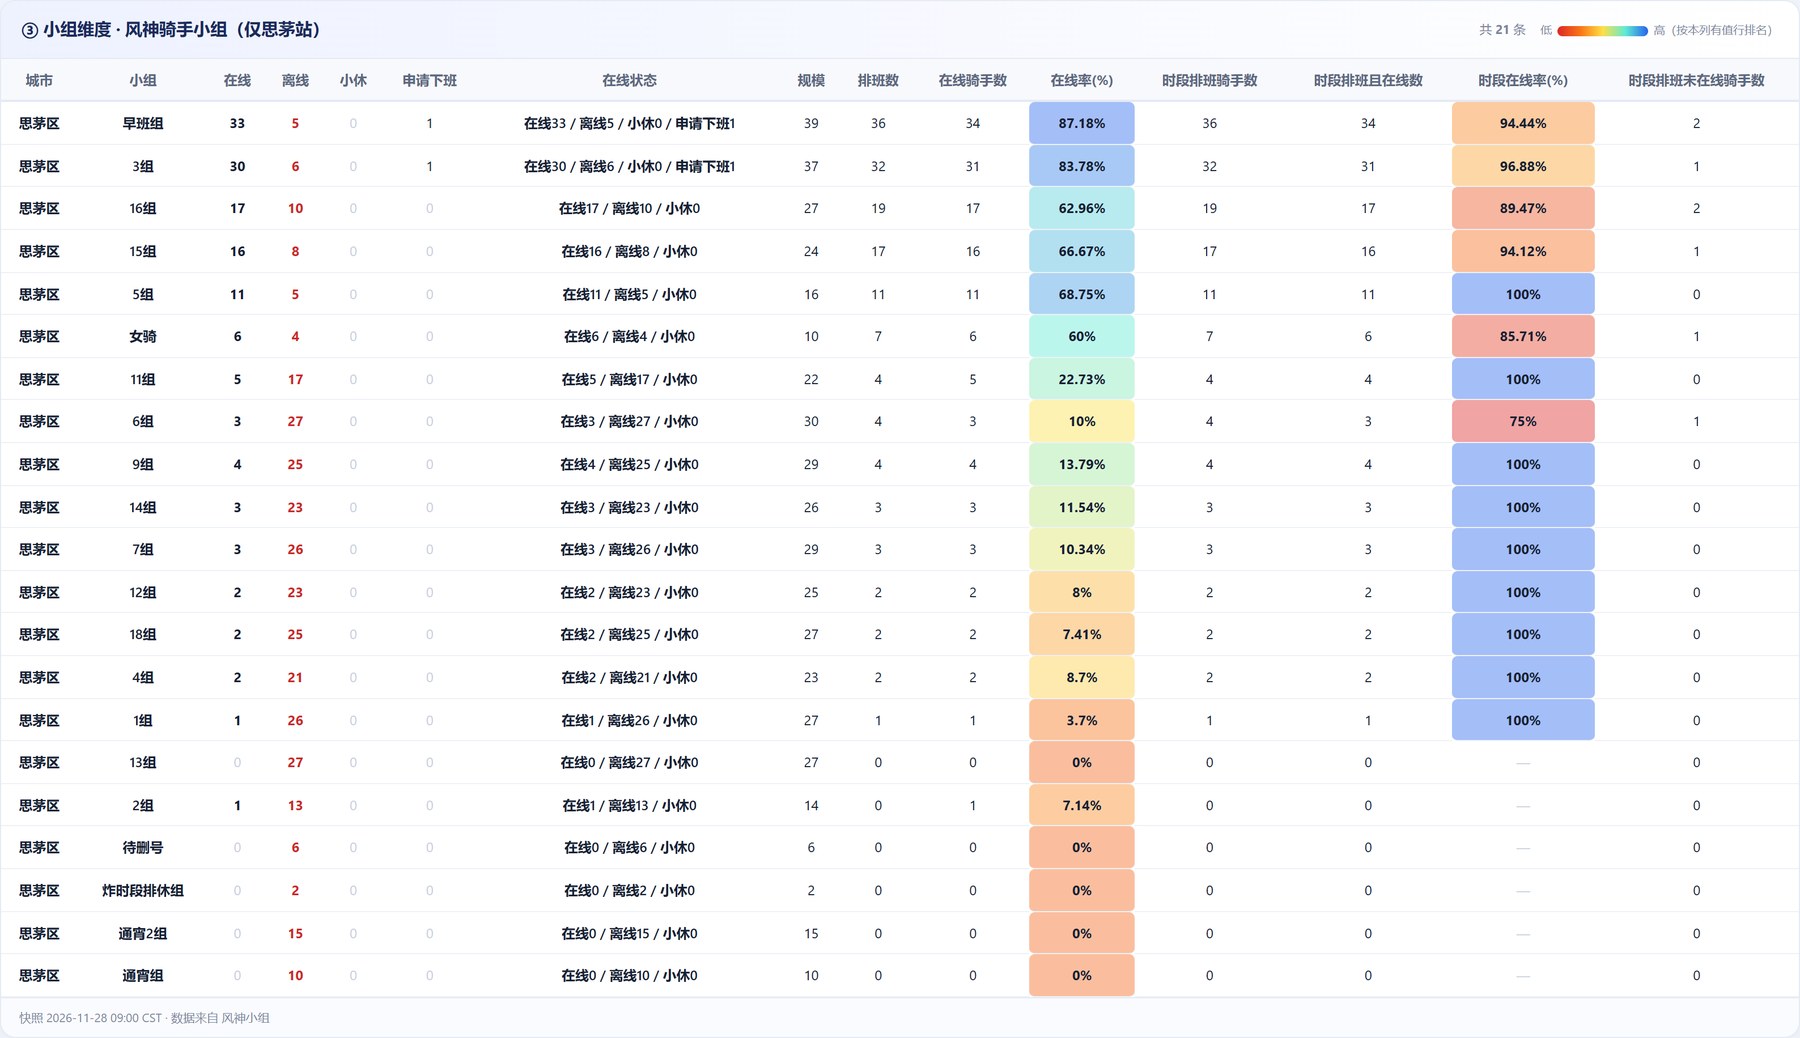 ③ 小组维度 · 风神骑手小组（仅思茅站）
共 21 条 低 高 (按本列有值行排名)
城市 小组 在线 离线 小休 申请下班 在线状态 规模 排班数 在线骑手数 在线率(%) 时段排班骑手数 时段排班且在线数 时段在线率(%) 时段排班未在线骑手数
思茅区 早班组 33 5 0 1 在线33 / 离线5 / 小休0 / 申请下班1 39 36 34 87.18% 36 34 94.44% 2
思茅区 3组 30 6 0 1 在线30 / 离线6 / 小休0 / 申请下班1 37 32 31 83.78% 32 31 96.88% 1
思茅区 16组 17 10 0 0 在线17 / 离线10 / 小休0 27 19 17 62.96% 19 17 89.47% 2
思茅区 15组 16 8 0 0 在线16 / 离线8 / 小休0 24 17 16 66.67% 17 16 94.12% 1
思茅区 5组 11 5 0 0 在线11 / 离线5 / 小休0 16 11 11 68.75% 11 11 100% 0
思茅区 女骑 6 4 0 0 在线6 / 离线4 / 小休0 10 7 6 60% 7 6 85.71% 1
思茅区 11组 5 17 0 0 在线5 / 离线17 / 小休0 22 4 5 22.73% 4 4 100% 0
思茅区 6组 3 27 0 0 在线3 / 离线27 / 小休0 30 4 3 10% 4 3 75% 1
思茅区 9组 4 25 0 0 在线4 / 离线25 / 小休0 29 4 4 13.79% 4 4 100% 0
思茅区 14组 3 23 0 0 在线3 / 离线23 / 小休0 26 3 3 11.54% 3 3 100% 0
思茅区 7组 3 26 0 0 在线3 / 离线26 / 小休0 29 3 3 10.34% 3 3 100% 0
思茅区 12组 2 23 0 0 在线2 / 离线23 / 小休0 25 2 2 8% 2 2 100% 0
思茅区 18组 2 25 0 0 在线2 / 离线25 / 小休0 27 2 2 7.41% 2 2 100% 0
思茅区 4组 2 21 0 0 在线2 / 离线21 / 小休0 23 2 2 8.7% 2 2 100% 0
思茅区 1组 1 26 0 0 在线1 / 离线26 / 小休0 27 1 1 3.7% 1 1 100% 0
思茅区 13组 0 27 0 0 在线0 / 离线27 / 小休0 27 0 0 0% 0 0 — 0
思茅区 2组 1 13 0 0 在线1 / 离线13 / 小休0 14 0 1 7.14% 0 0 — 0
思茅区 待删号 0 6 0 0 在线0 / 离线6 / 小休0 6 0 0 0% 0 0 — 0
思茅区 炸时段排休组 0 2 0 0 在线0 / 离线2 / 小休0 2 0 0 0% 0 0 — 0
思茅区 通宵2组 0 15 0 0 在线0 / 离线15 / 小休0 15 0 0 0% 0 0 — 0
思茅区 通宵组 0 10 0 0 在线0 / 离线10 / 小休0 10 0 0 0% 0 0 — 0
快照 2026-11-28 09:00 CST · 数据来自 风神小组